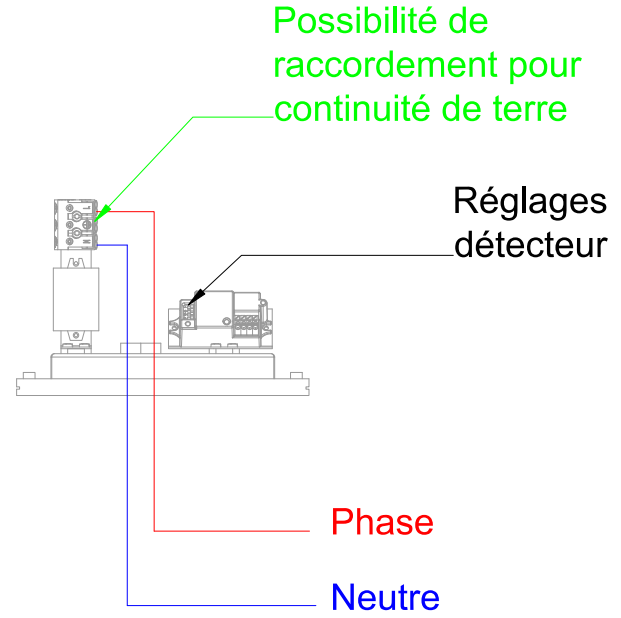 Possibilité de
raccordement pour
continuité de terre
Réglages
détecteur
Phase
Neutre